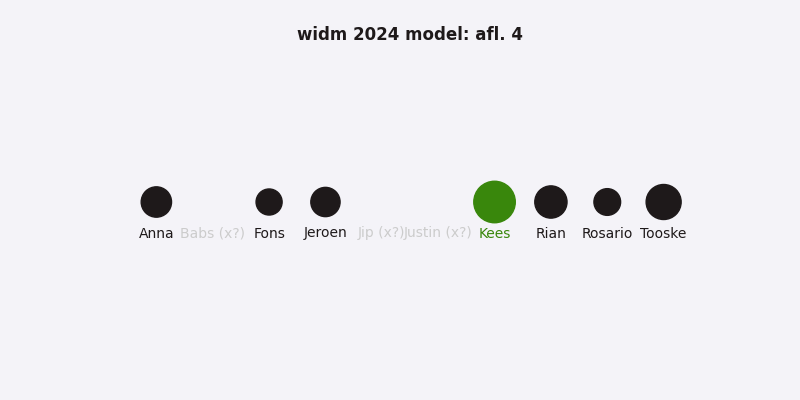 widm 2024 model: afl. 4
Anna Babs (x?) Fons Jeroen Jip (x?) Justin (x?) Kees Rian Rosario Tooske